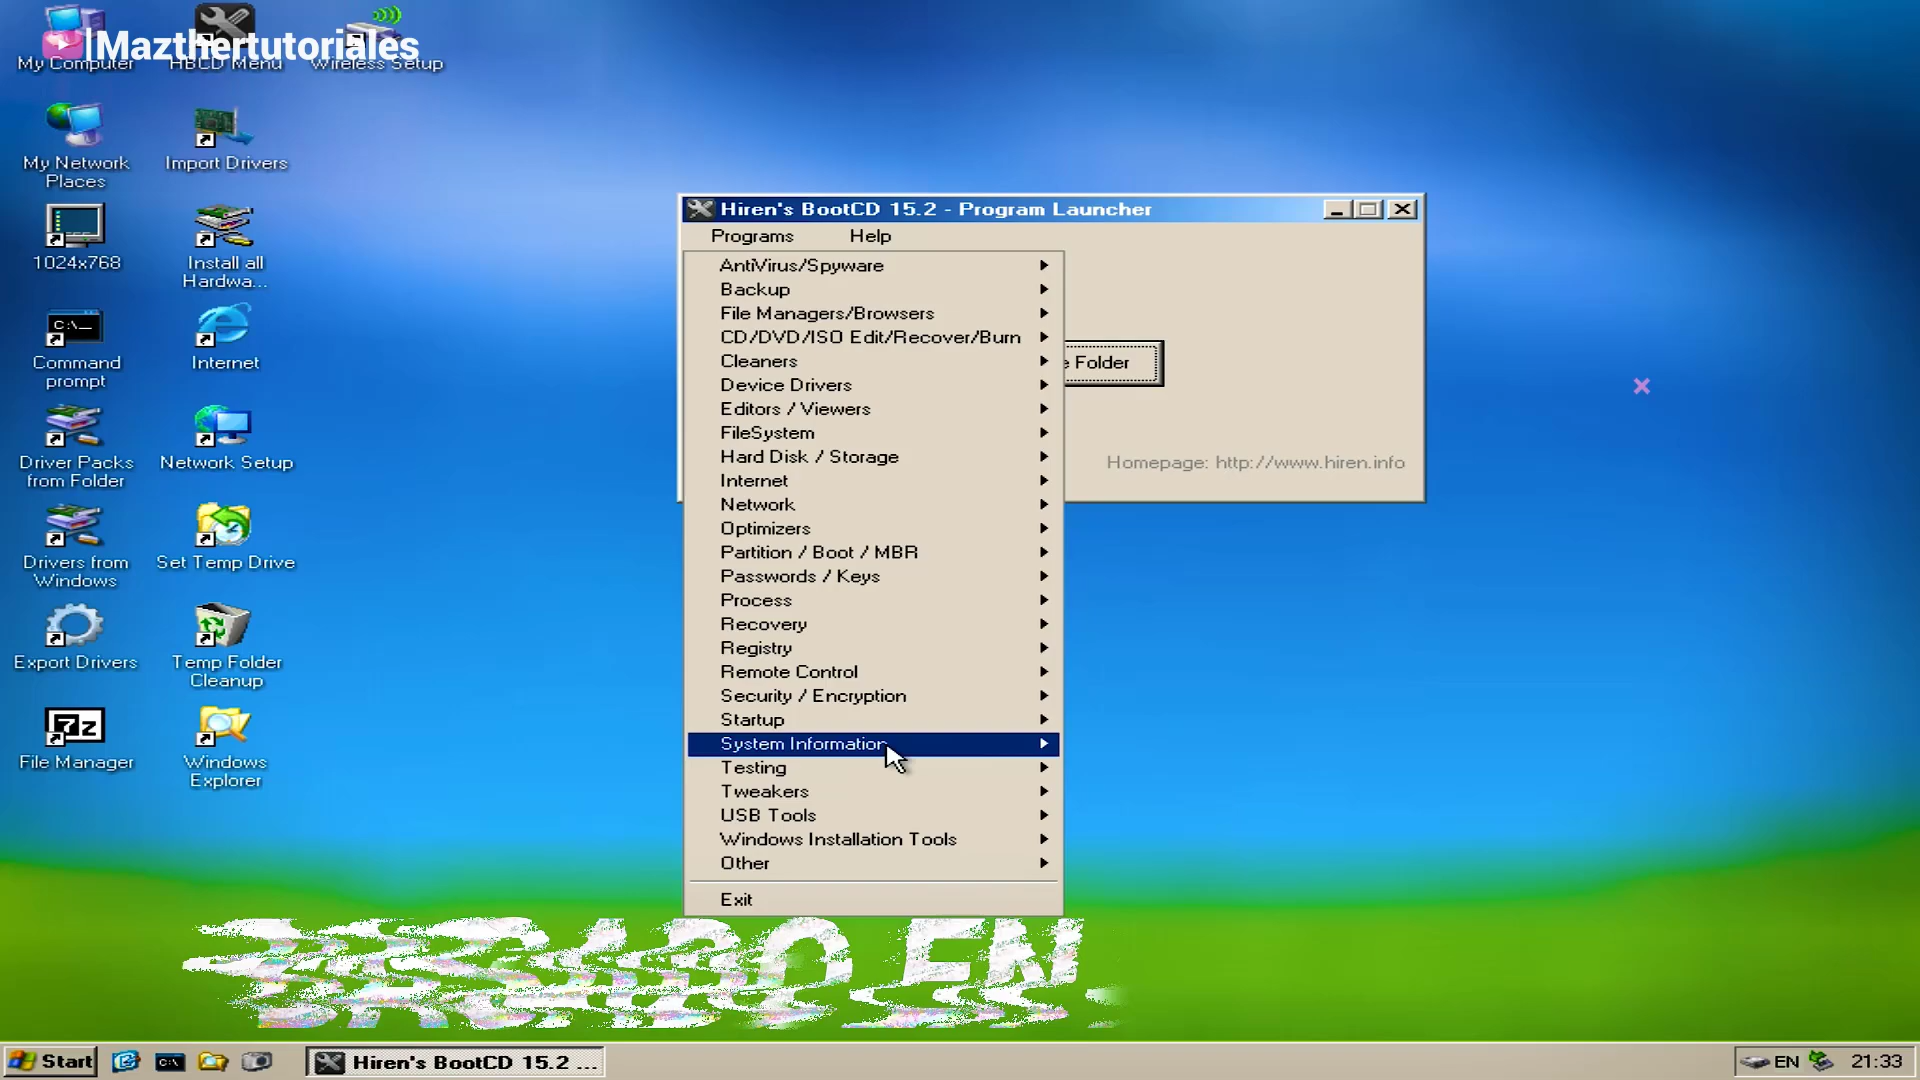 |Mazthertutoriales
My Computer
HBCD Menu
Wireless Setup
My Network
Places
Import Drivers
1024x768
Install all
Hardwa...
C:\_
Command
prompt
Internet
Driver Packs
from Folder
Network Setup
Drivers from
Windows
Set Temp Drive
Export Drivers
Temp Folder
Cleanup
7z
File Manager
Windows
Explorer
Hiren's BootCD 15.2 - Program Launcher
Programs Help
AntiVirus/Spyware
Backup
File Managers/Browsers
CD/DVD/ISO Edit/Recover/Burn
Cleaners
Device Drivers
Editors / Viewers
FileSystem
Hard Disk / Storage
Internet
Network
Optimizers
Partition / Boot / MBR
Passwords / Keys
Process
Recovery
Registry
Remote Control
Security / Encryption
Startup
System Information
Testing
Tweakers
USB Tools
Windows Installation Tools
Other
Exit
Folder
Homepage: http://www.hiren.info
EN
Start
C:\
Hiren's BootCD 15.2 ...
EN
21:33